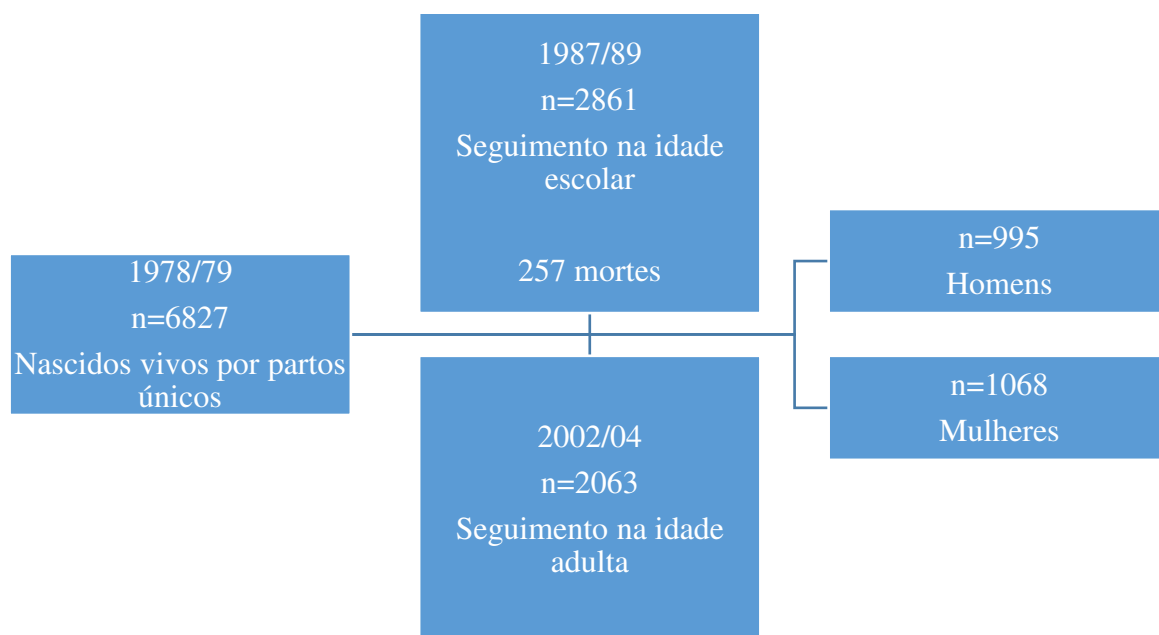 1978/79
n=6827
Nascidos vivos por partos
únicos
1987/89
n=2861
Seguimento na idade
escolar
257 mortes
2002/04
n=2063
Seguimento na idade
adulta
n=995
Homens
n=1068
Mulheres